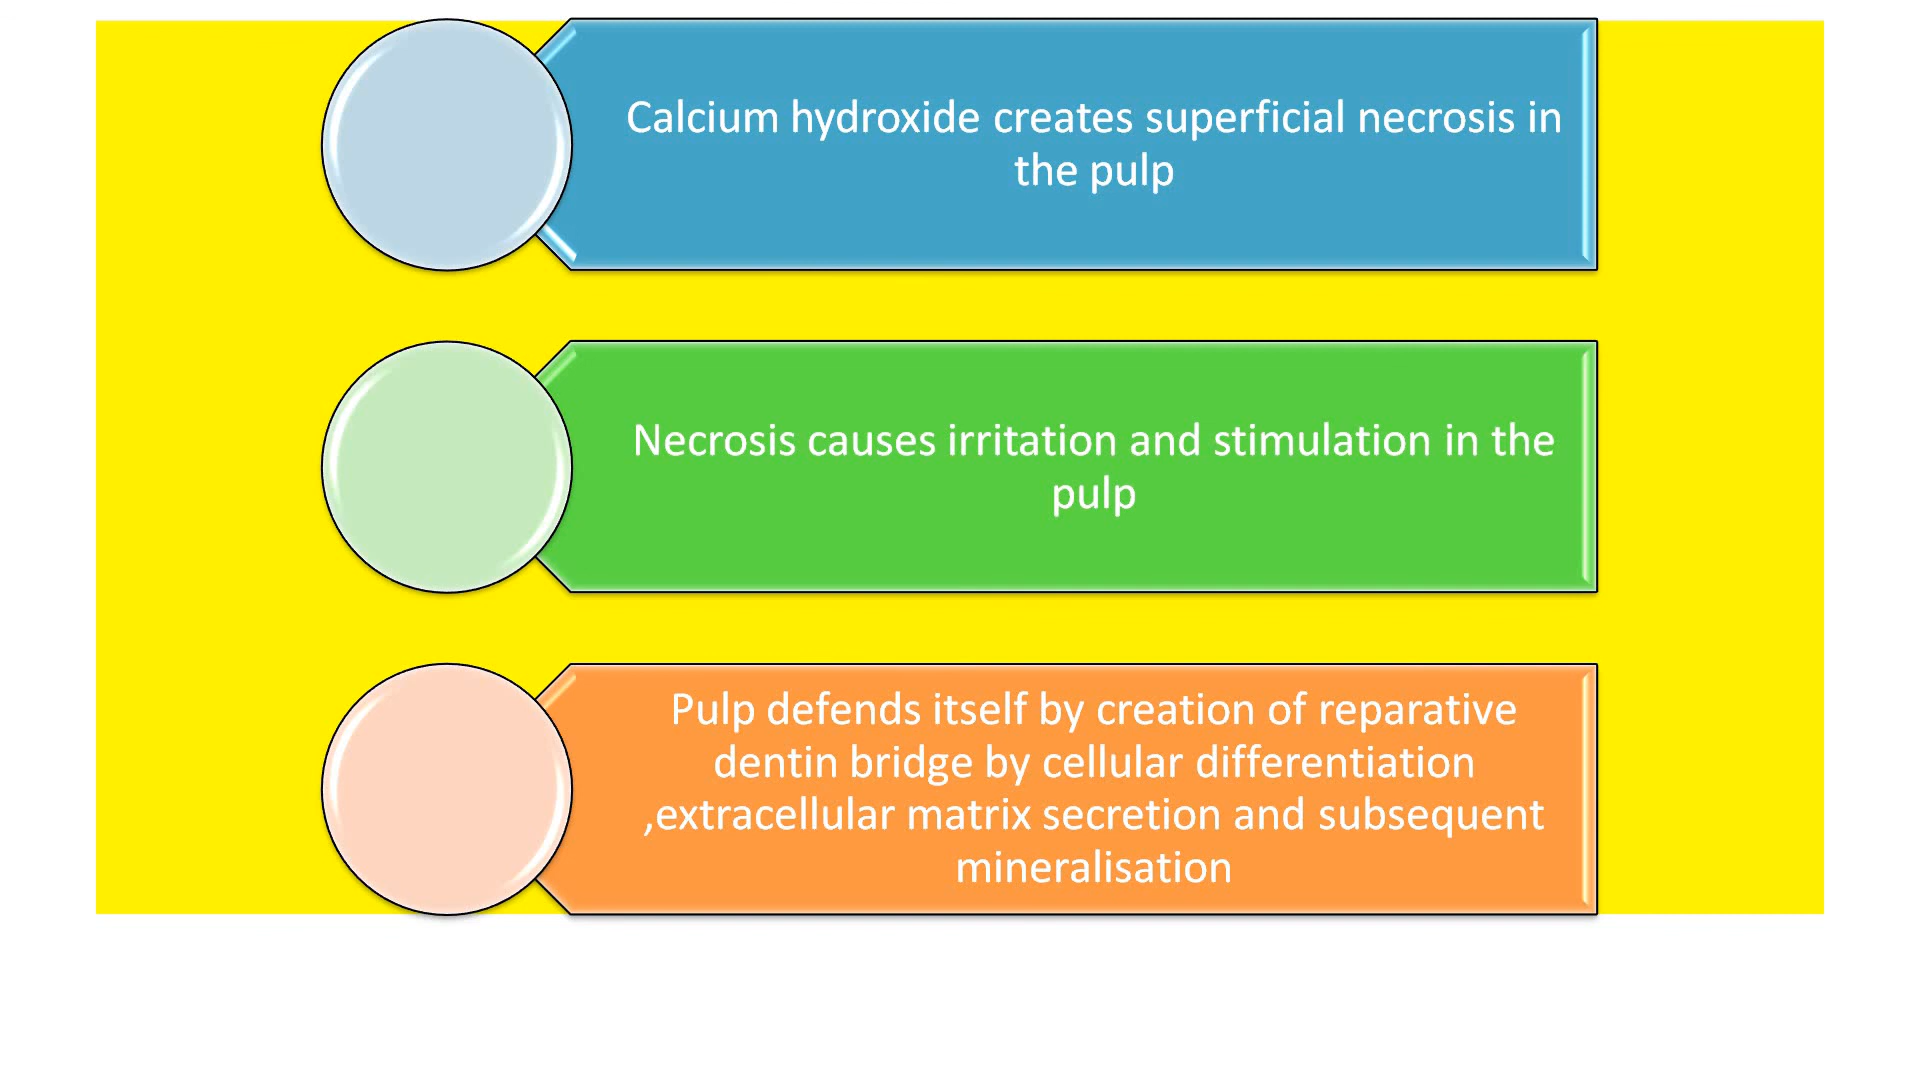 Calcium hydroxide creates superficial necrosis in
the pulp
Necrosis causes irritation and stimulation in the
pulp
Pulp defends itself by creation of reparative
dentin bridge by cellular differentiation
,extracellular matrix secretion and subsequent
mineralisation